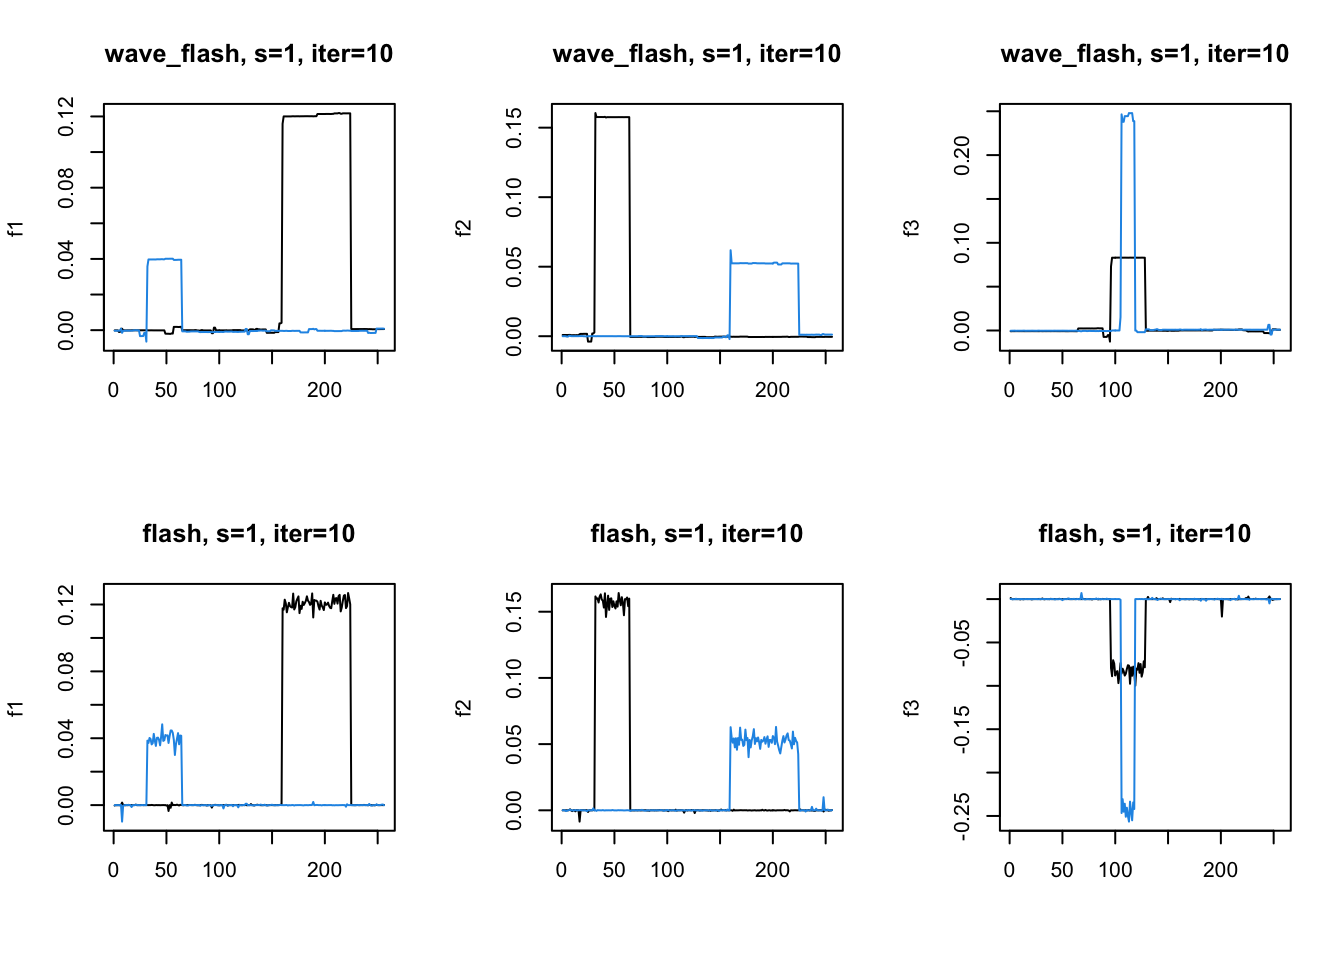 wave_flash, s=1, iter=10
f1
0.00 0.04 0.08 0.12
0 50 100 200
wave_flash, s=1, iter=10
f2
0.00 0.05 0.10 0.15
0 50 100 200
wave_flash, s=1, iter=10
f3
0.00 0.10 0.20
0 50 100 200
flash, s=1, iter=10
f1
0.00 0.04 0.08 0.12
0 50 100 200
flash, s=1, iter=10
f2
0.00 0.05 0.10 0.15
0 50 100 200
flash, s=1, iter=10
f3
-0.25 -0.15 -0.05
0 50 100 200